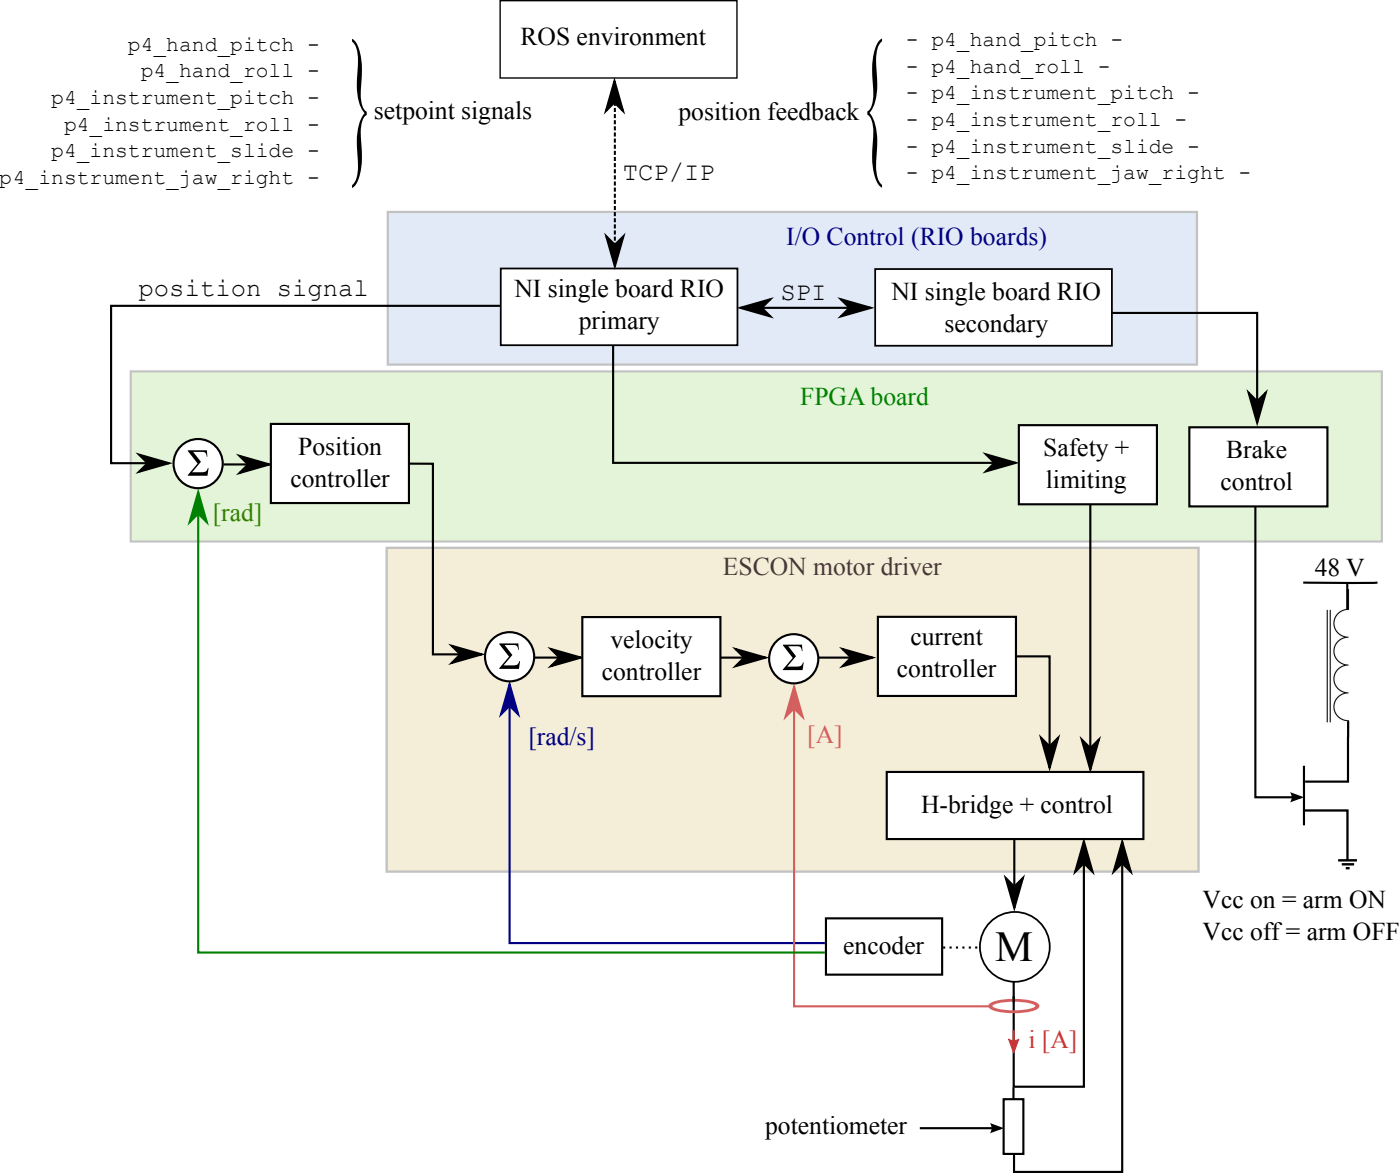 ROS environment
p4_hand_pitch -
p4_hand_roll -
p4_instrument_pitch -
p4_instrument_roll -
p4_instrument_slide -
p4_instrument_jaw_right -
setpoint signals
position feedback
- p4_hand_pitch -
- p4_hand_roll -
- p4_instrument_pitch -
- p4_instrument_roll -
- p4_instrument_slide -
- p4_instrument_jaw_right -
TCP/IP
I/O Control (RIO boards)
position signal
NI single board RIO
primary
SPI
NI single board RIO
secondary
FPGA board
Σ
Position
controller
Safety +
limiting
Brake
control
[rad]
ESCON motor driver
48 V
Σ
velocity
controller
Σ
current
controller
[rad/s]
[A]
H-bridge + control
Vcc on = arm ON
Vcc off = arm OFF
encoder
M
i [A]
potentiometer